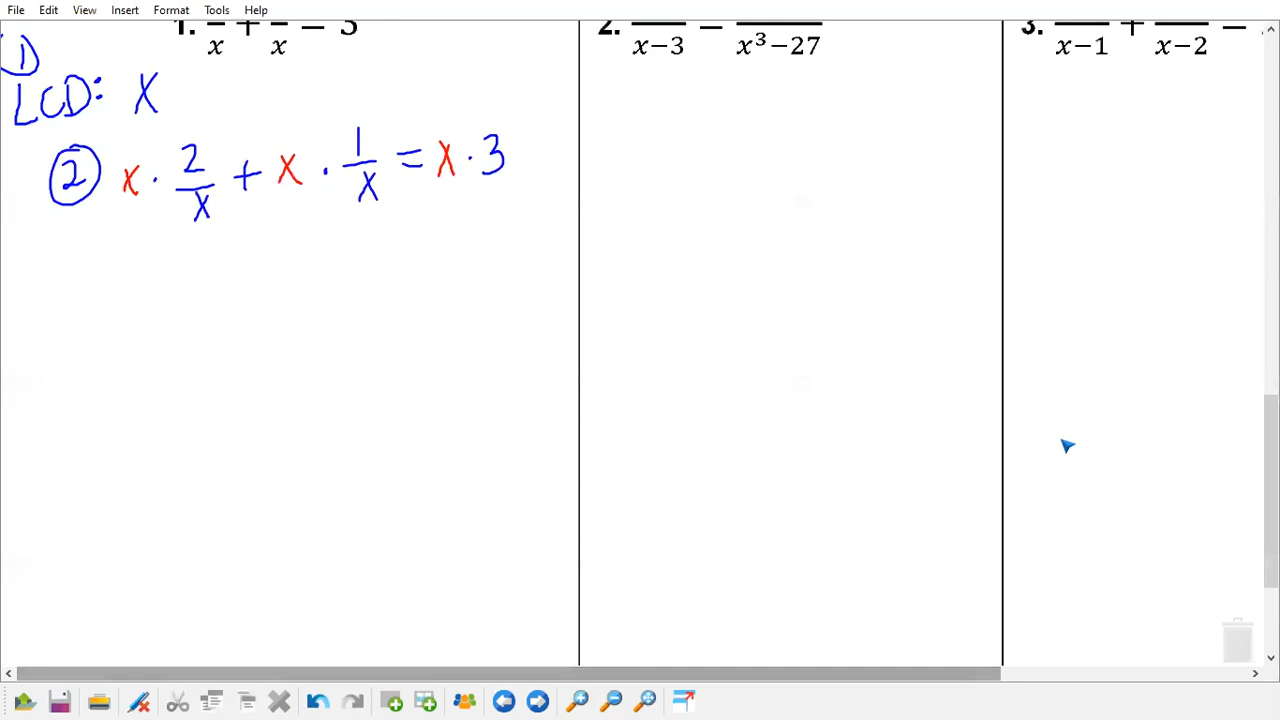 File Edit View Insert Format Tools Help
1. — + — = 3
x x
2. — = —
x−3 x³−27
3. — + — =
x−1 x−2
①
LCD: X
② x · 2/x + x · 1/x = x · 3